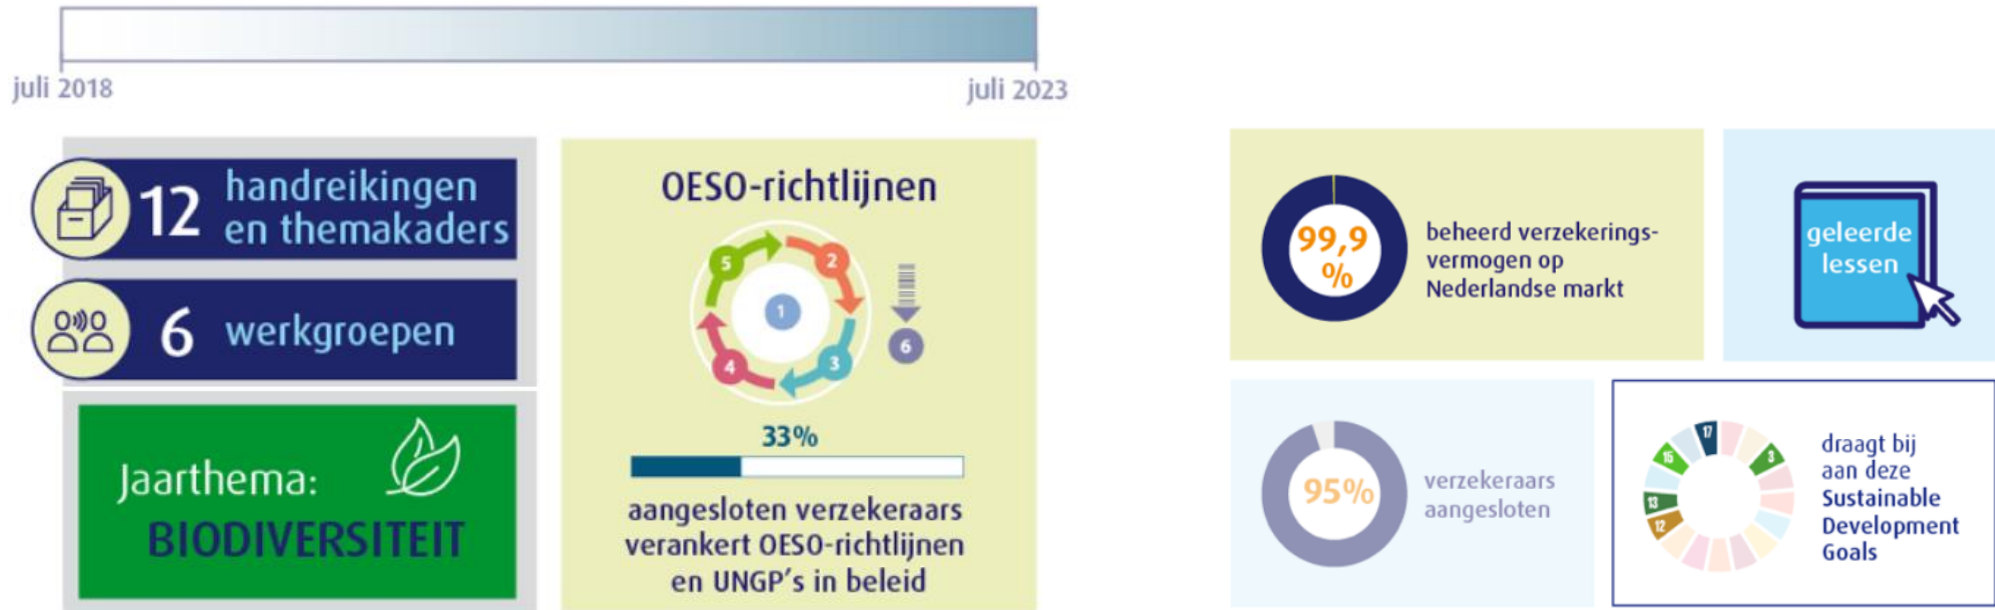 juli 2018
juli 2023
12 handreikingen
en themakaders
6 werkgroepen
Jaarthema:
BIODIVERSITEIT
OESO-richtlijnen
5
2
1
4
3
6
33%
aangesloten verzekeraars
verankert OESO-richtlijnen
en UNGP's in beleid
99,9
%
beheerd verzekerings-
vermogen op
Nederlandse markt
geleerde
lessen
95%
verzekeraars
aangesloten
17
3
15
13
12
draagt bij
aan deze
Sustainable
Development
Goals